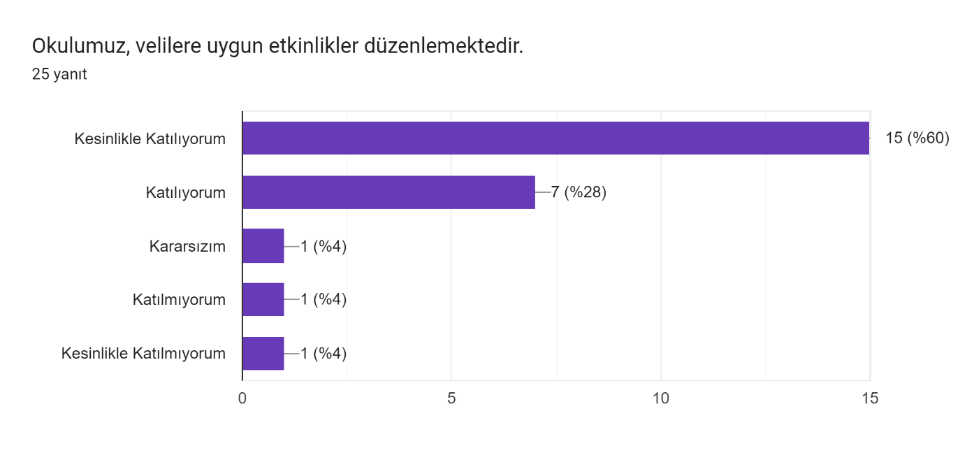 Okulumuz, velilere uygun etkinlikler düzenlemektedir.
25 yanıt
Kesinlikle Katılıyorum 15 (%60)
Katılıyorum 7 (%28)
Kararsızım 1 (%4)
Katılmıyorum 1 (%4)
Kesinlikle Katılmıyorum 1 (%4)
0 5 10 15